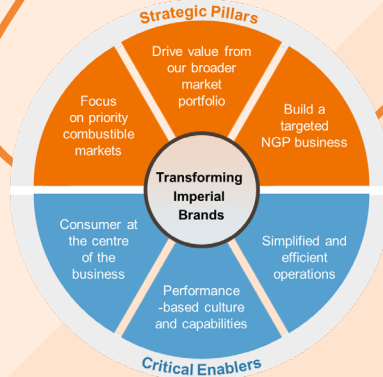 Strategic Pillars
Drive value from
our broader
market
portfolio
Focus
on priority
combustible
markets
Build a
targeted
NGP business
Transforming
Imperial
Brands
Consumer at
the centre
of the
business
Simplified and
efficient
operations
Performance
-based culture
and capabilities
Critical Enablers